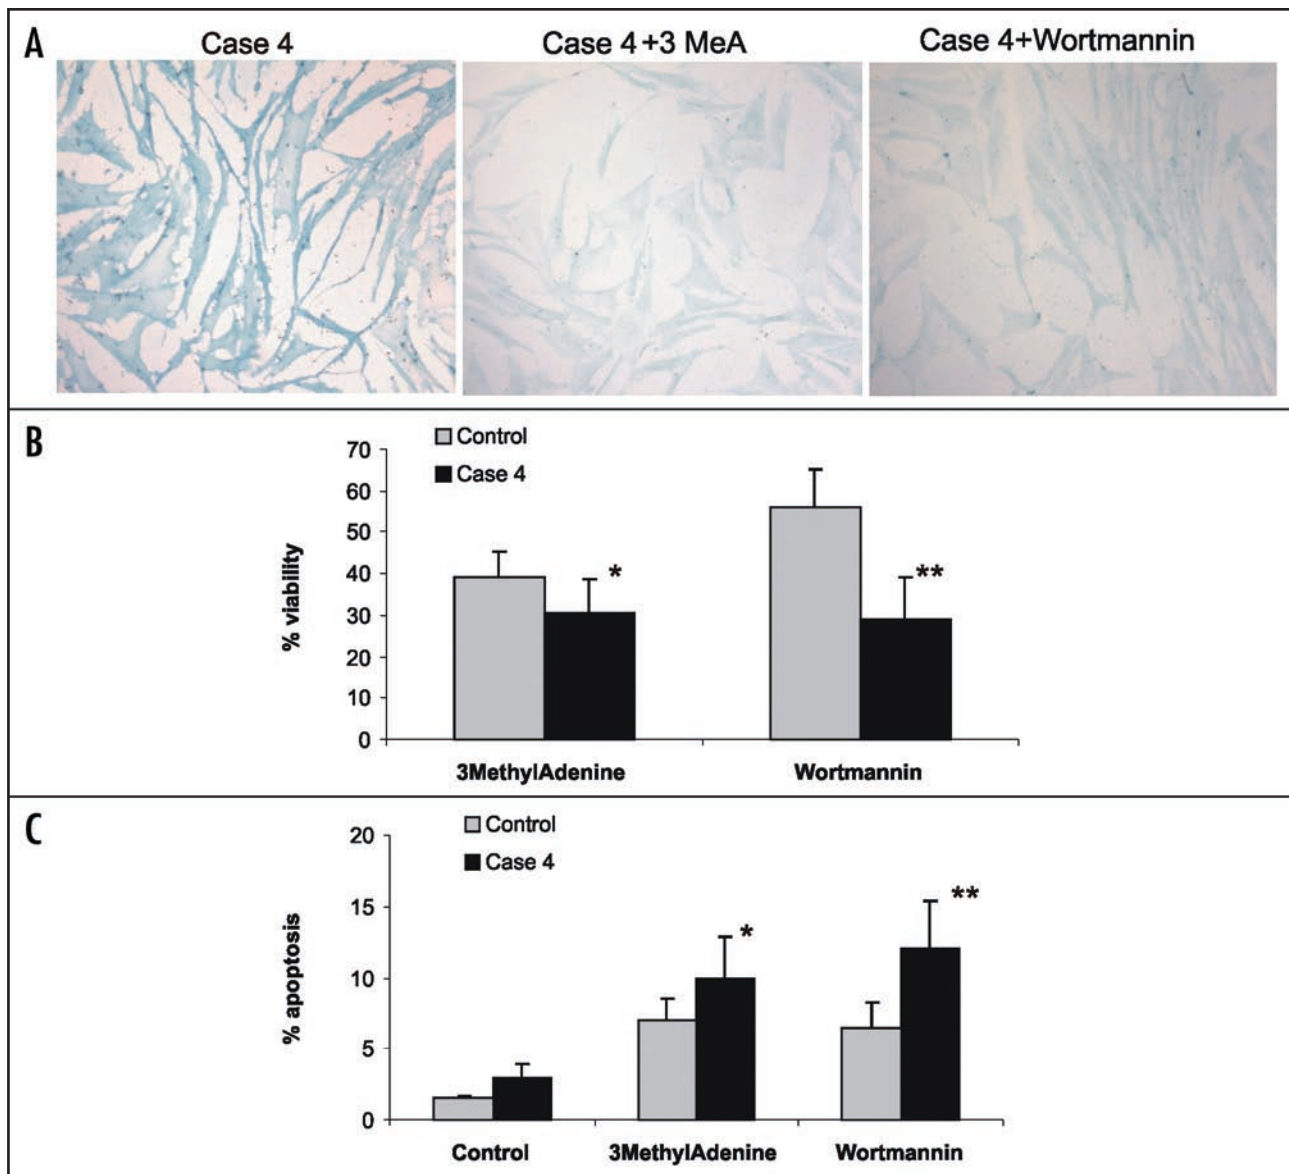 A
Case 4
Case 4+3 MeA
Case 4+Wortmannin
B
Control
Case 4
% viability
70
60
50
40
30
20
10
0
*
**
3MethylAdenine
Wortmannin
C
Control
Case 4
% apoptosis
20
15
10
5
0
*
**
Control
3MethylAdenine
Wortmannin